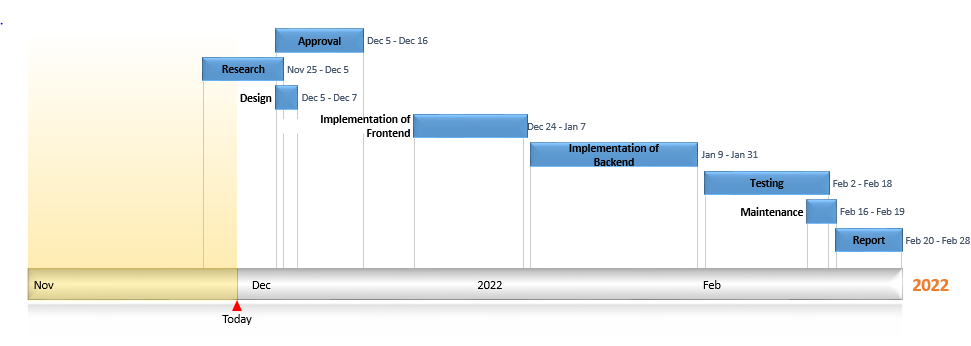 .
Approval Dec 5 - Dec 16
Research Nov 25 - Dec 5
Design Dec 5 - Dec 7
Implementation of
Frontend
Dec 24 - Jan 7
Implementation of
Backend
Jan 9 - Jan 31
Testing Feb 2 - Feb 18
Maintenance Feb 16 - Feb 19
Report Feb 20 - Feb 28
Nov Dec 2022 Feb 2022
Today